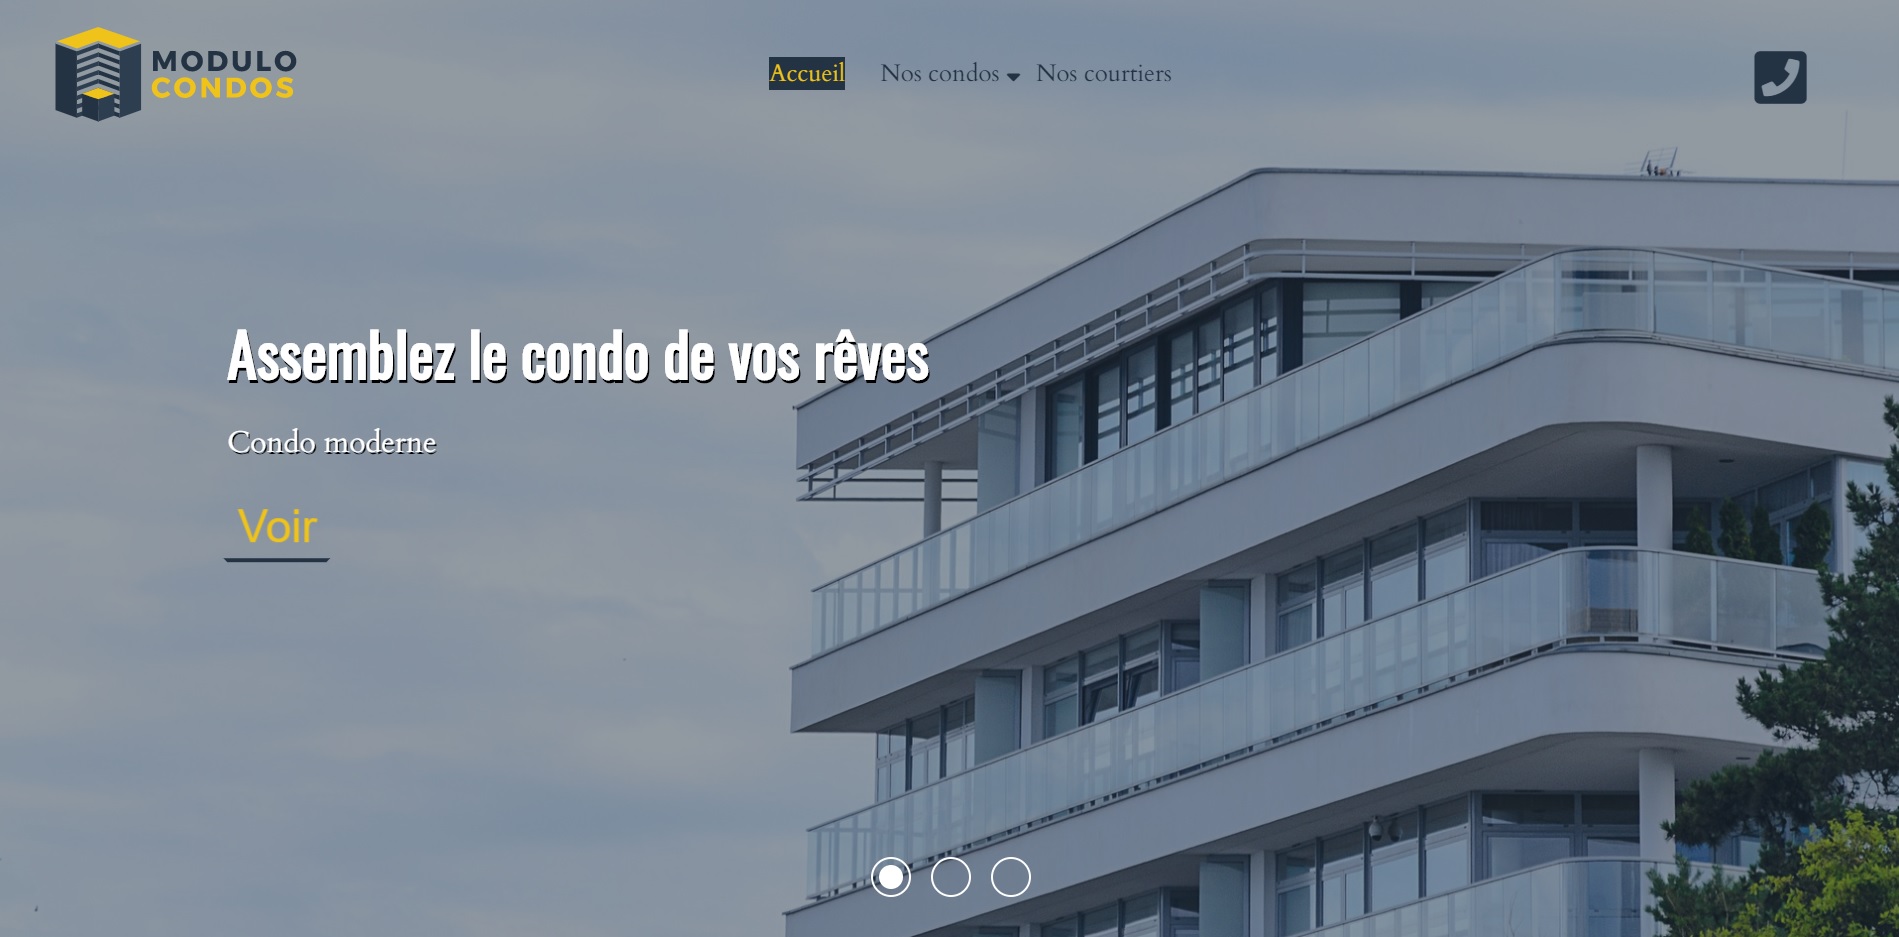 MODULO
CONDOS
Accueil Nos condos Nos courtiers
Assemblez le condo de vos rêves
Condo moderne
Voir